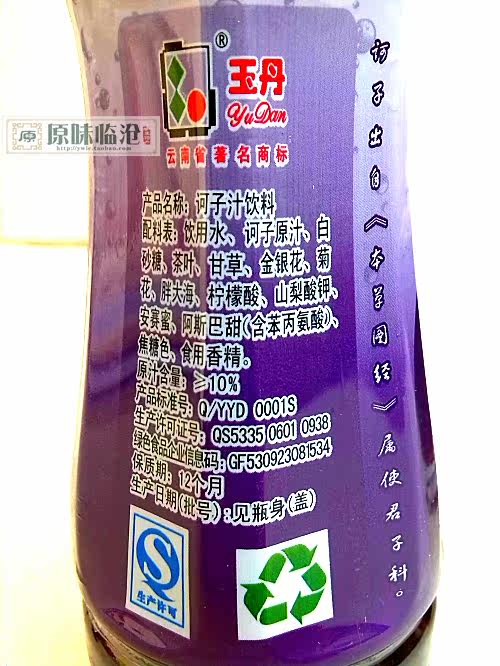 ®
玉丹
YuDan
云南省著名商标
原
原味临沧
http://ywlc.taobao.com
产品名称：诃子汁饮料
配料表：饮用水、诃子原汁、白
砂糖、茶叶、甘草、金银花、菊
花、胖大海、柠檬酸、山梨酸钾、
安赛蜜、阿斯巴甜(含苯丙氨酸)、
焦糖色、食用香精。
原汁含量：≥10%
产品标准号：Q/YYD 0001S
生产许可证号：QS5335 0601 0938
绿色食品企业信息码：GF530923081534
保质期：12个月
生产日期(批号)：见瓶身(盖)
生产许可
诃子出自《本草图经》属使君子科。